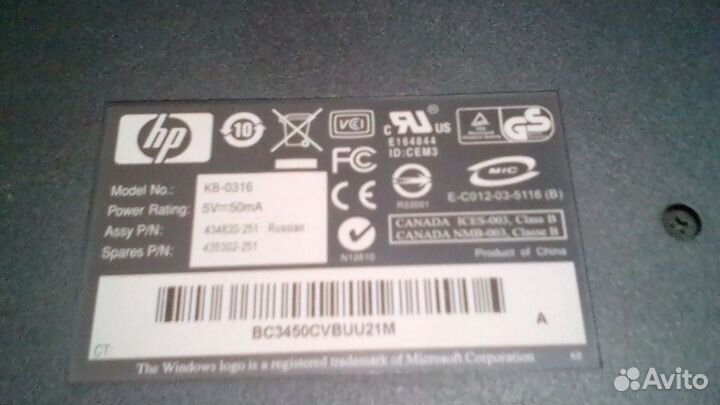 hp
10
VCI
c RU US
E164844
ID:CEM3
GS
FC
CE
MIC
Model No.: KB-0316
Power Rating: 5V 50mA
Assy P/N: 434820-251 Russian
Spares P/N: 435302-251
N12610
E-C012-03-5116 (B)
CANADA ICES-003, Class B
CANADA NMB-003, Classe B
Product of China
BC3450CVBUU21M
A
CT:
The Windows logo is a registered trademark of Microsoft Corporation
Avito